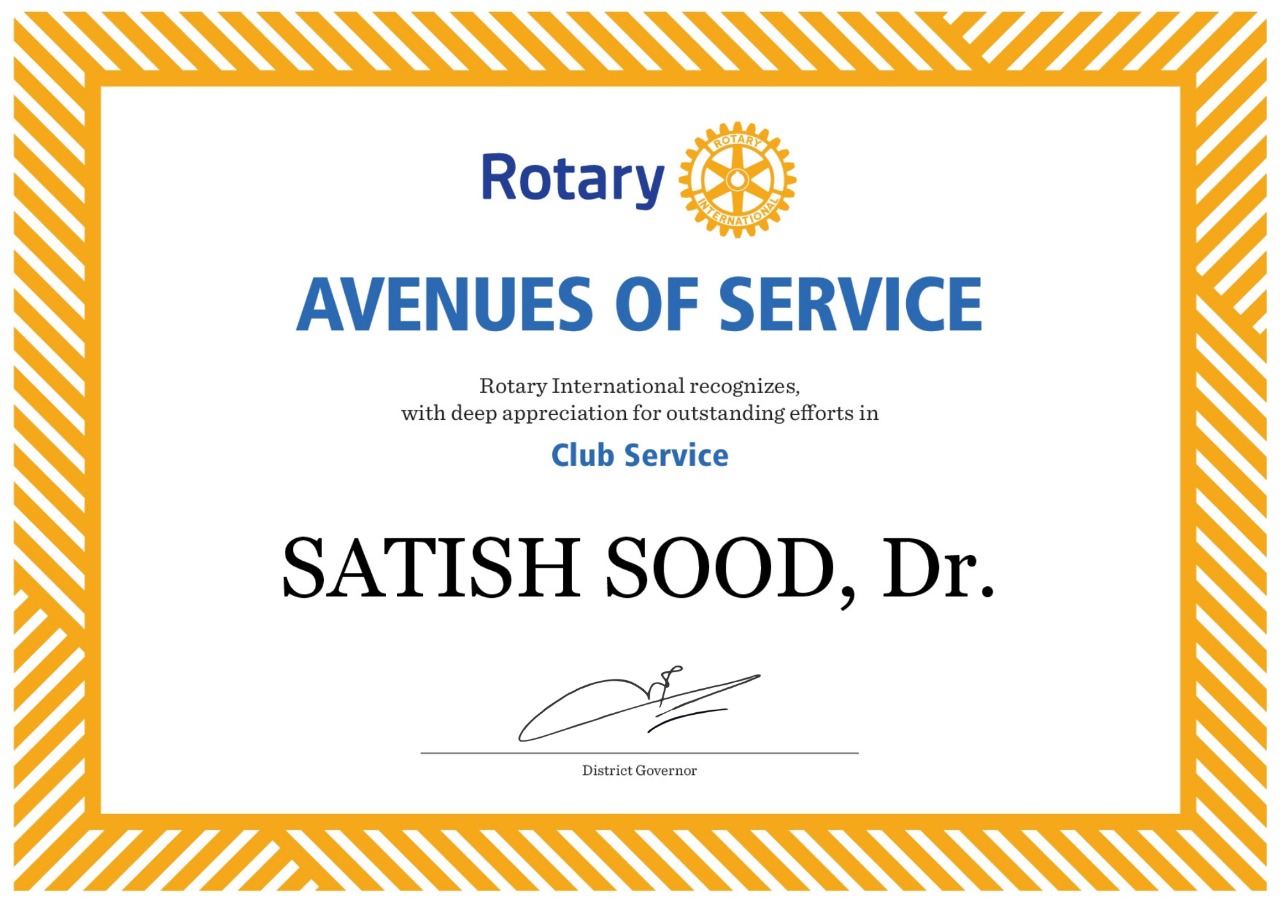 Rotary
ROTARY
INTERNATIONAL
AVENUES OF SERVICE
Rotary International recognizes,
with deep appreciation for outstanding efforts in
Club Service
SATISH SOOD, Dr.
District Governor